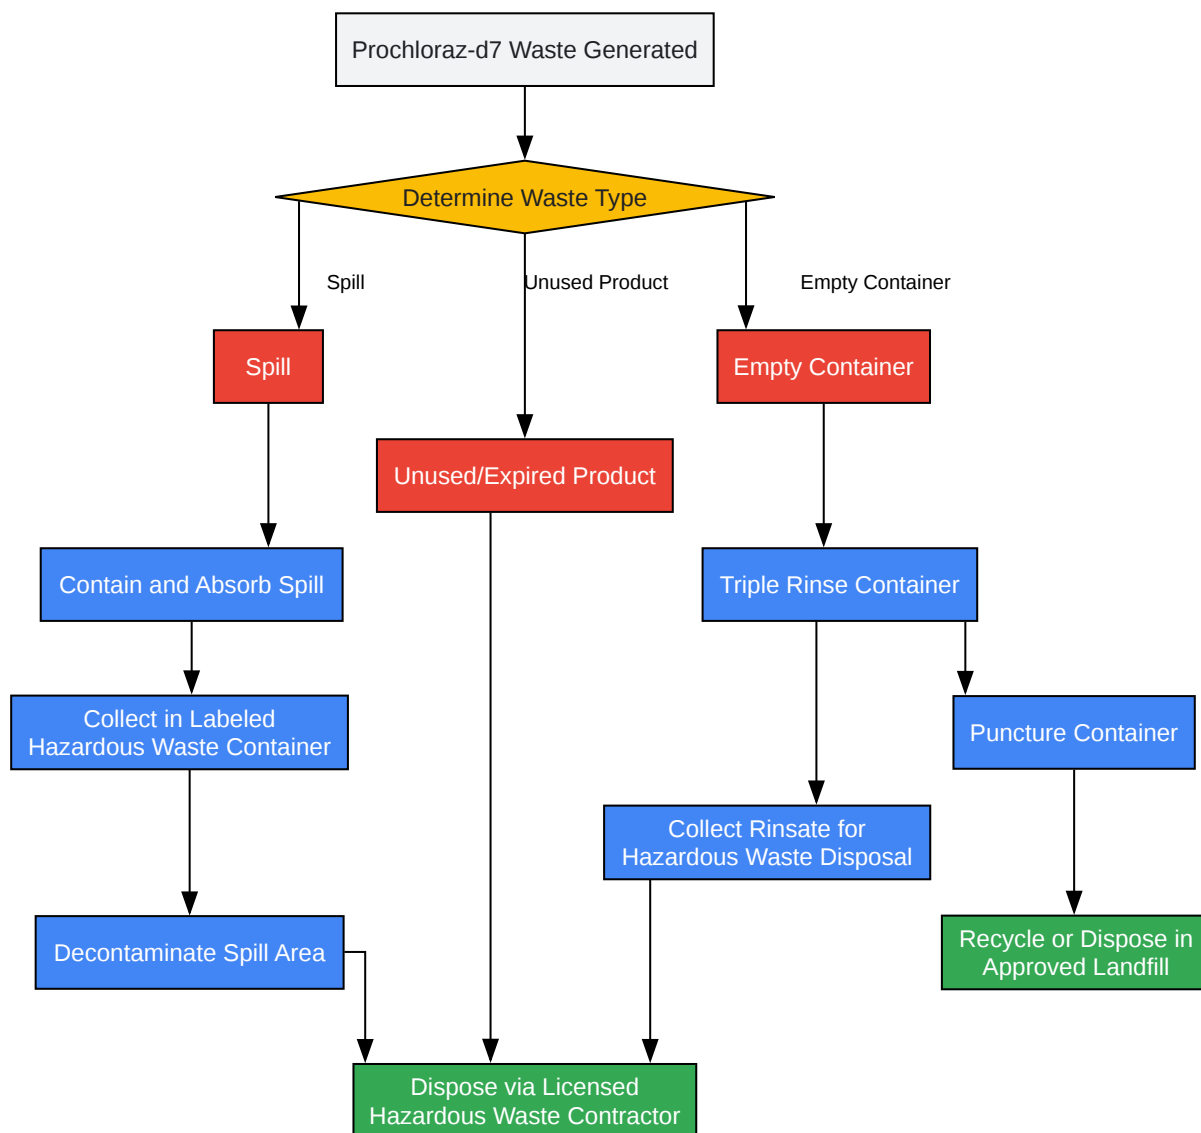 Prochloraz-d7 Waste Generated
Determine Waste Type
Spill
Unused Product
Empty Container
Spill
Empty Container
Unused/Expired Product
Contain and Absorb Spill
Triple Rinse Container
Collect in Labeled
Hazardous Waste Container
Puncture Container
Collect Rinsate for
Hazardous Waste Disposal
Decontaminate Spill Area
Recycle or Dispose in
Approved Landfill
Dispose via Licensed
Hazardous Waste Contractor